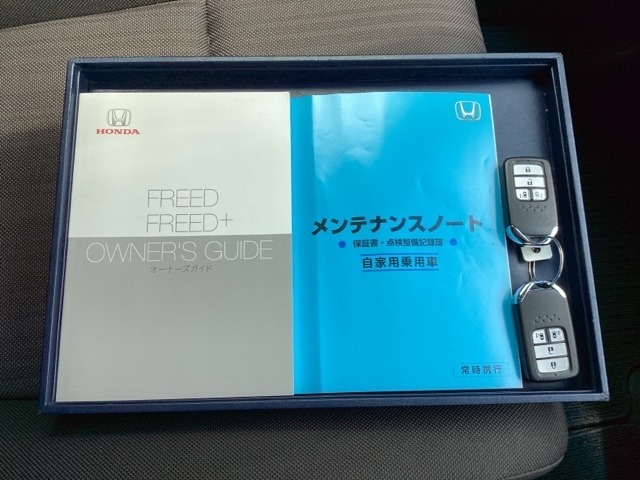 HONDA
FREED
FREED+
OWNER'S GUIDE
オーナーズガイド
メンテナンスノート
● 保証書・点検整備記録簿 ●
自家用乗用車
常時携行